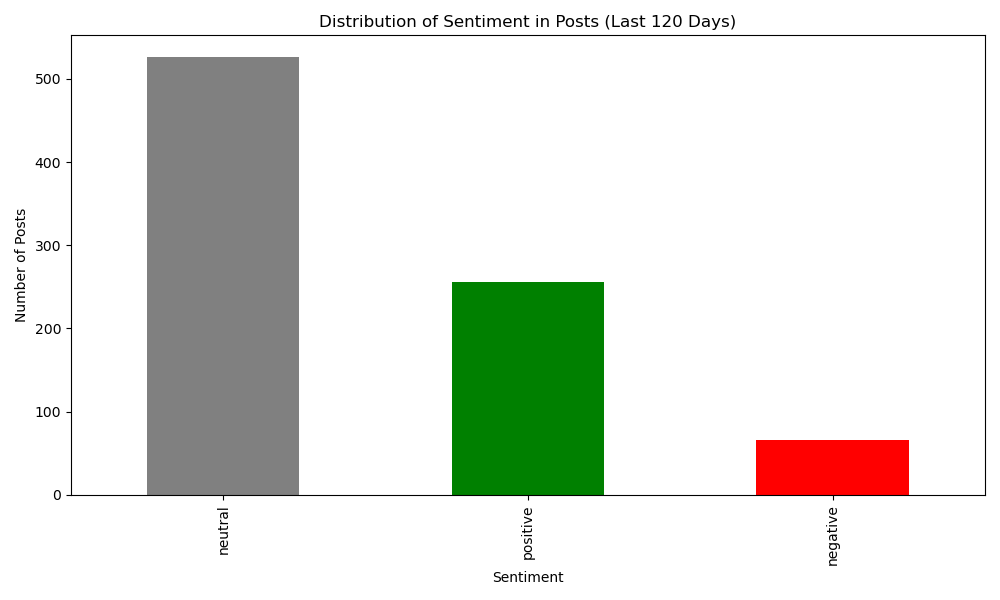 Distribution of Sentiment in Posts (Last 120 Days)
500
400
300
200
100
0
Number of Posts
neutral
positive
negative
Sentiment